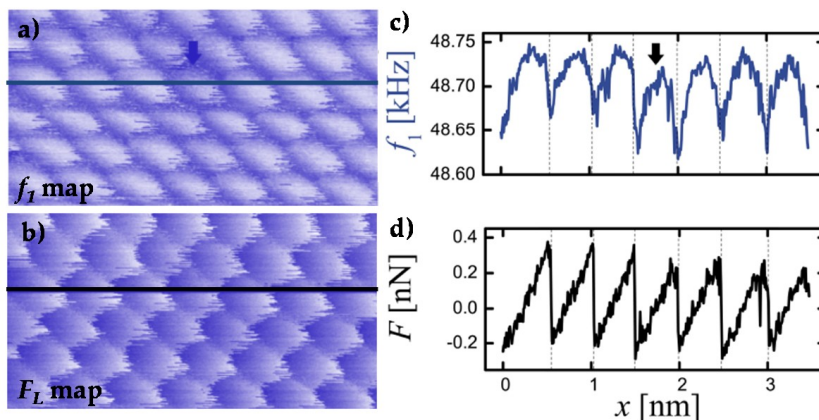 a)
f1 map
b)
FL map
c)
48.75
48.70
48.65
48.60
f1 [kHz]
d)
0.4
0.2
0.0
-0.2
F [nN]
0 1 2 3
x [nm]